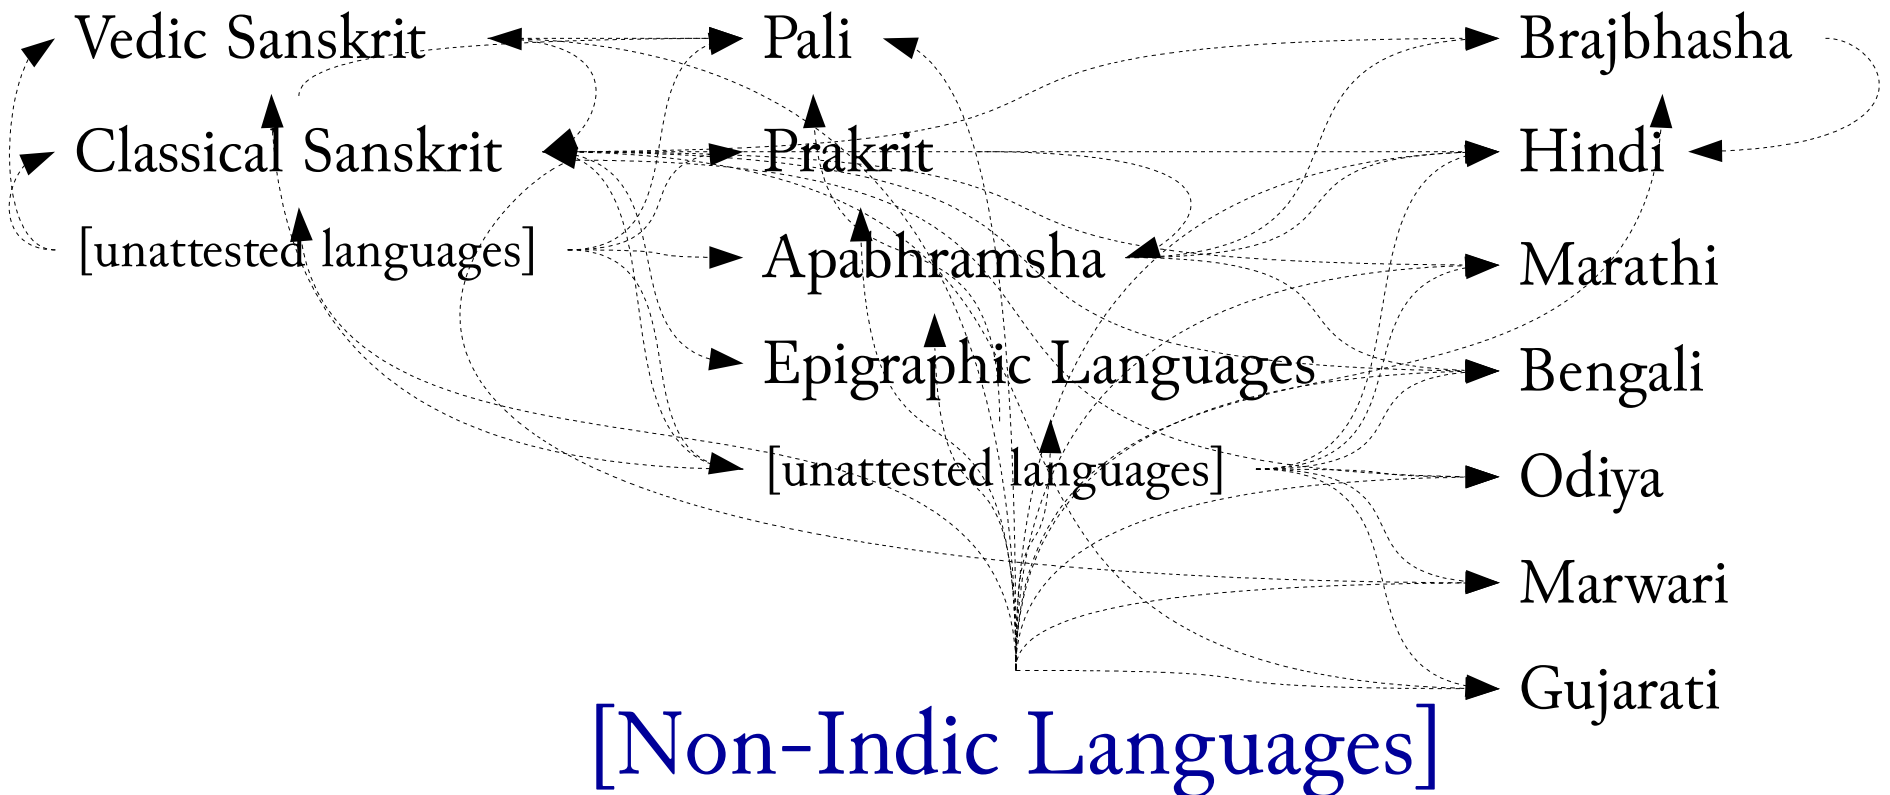 Vedic Sanskrit
Classical Sanskrit
[unattested languages]
Pali
Prakrit
Apabhramsha
Epigraphic Languages
[unattested languages]
Brajbhasha
Hindi
Marathi
Bengali
Odiya
Marwari
Gujarati
[Non-Indic Languages]